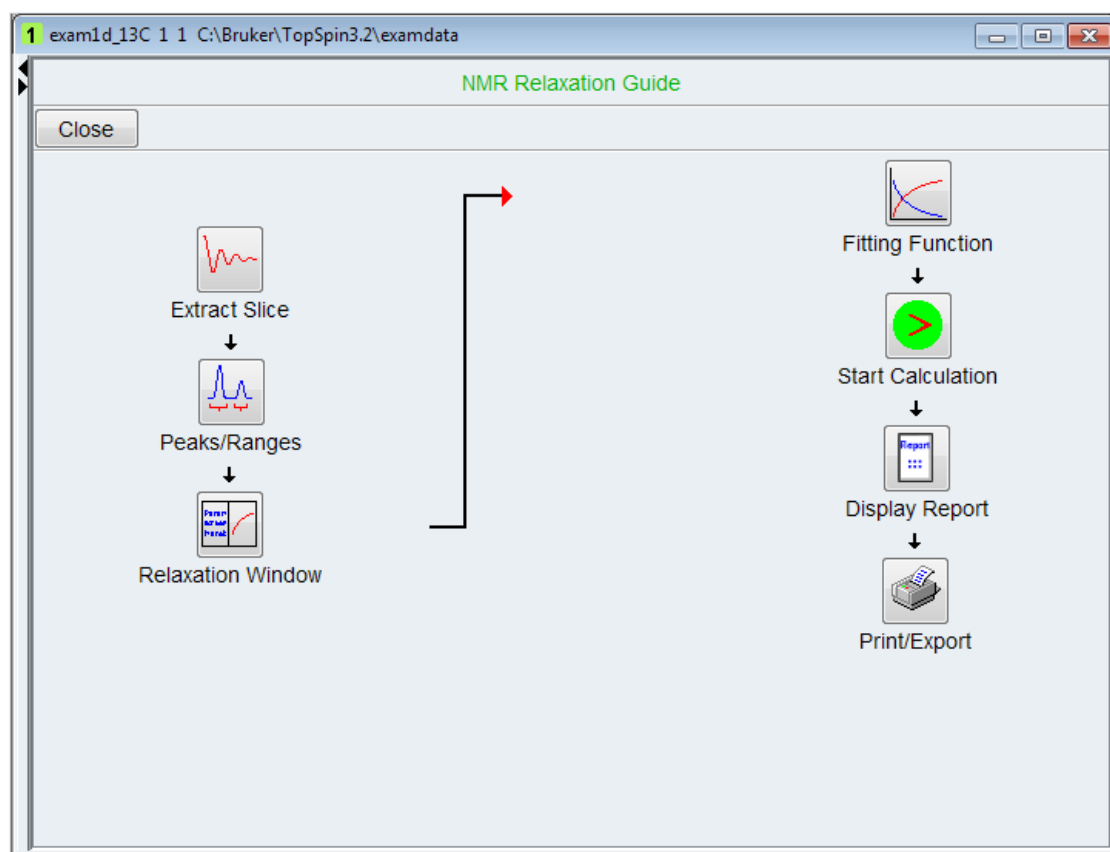 1 exam1d_13C 1 1 C:\Bruker\TopSpin3.2\examdata
NMR Relaxation Guide
Close
Extract Slice
Peaks/Ranges
Relaxation Window
Fitting Function
Start Calculation
Report
Display Report
Print/Export